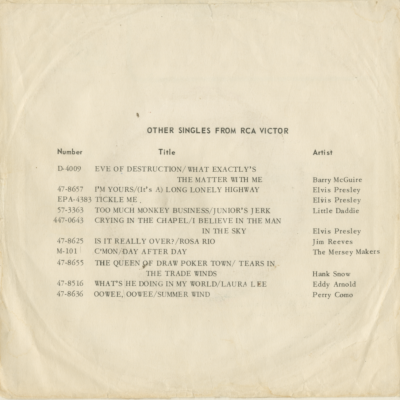 OTHER SINGLES FROM RCA VICTOR
Number Title Artist
D-4009 EVE OF DESTRUCTION/WHAT EXACTLY'S
THE MATTER WITH ME Barry McGuire
47-8657 I'M YOURS/(It's A) LONG LONELY HIGHWAY Elvis Presley
EPA-4383 TICKLE ME Elvis Presley
57-3363 TOO MUCH MONKEY BUSINESS/JUNIOR'S JERK Little Daddie
447-0643 CRYING IN THE CHAPEL/I BELIEVE IN THE MAN
IN THE SKY Elvis Presley
47-8625 IS IT REALLY OVER?/ROSA RIO Jim Reeves
M-101 C'MON/DAY AFTER DAY The Mersey Makers
47-8655 THE QUEEN OF DRAW POKER TOWN/ TEARS IN
THE TRADE WINDS Hank Snow
47-8516 WHAT'S HE DOING IN MY WORLD/LAURA LEE Eddy Arnold
47-8636 OOWEE, OOWEE/SUMMER WIND Perry Como